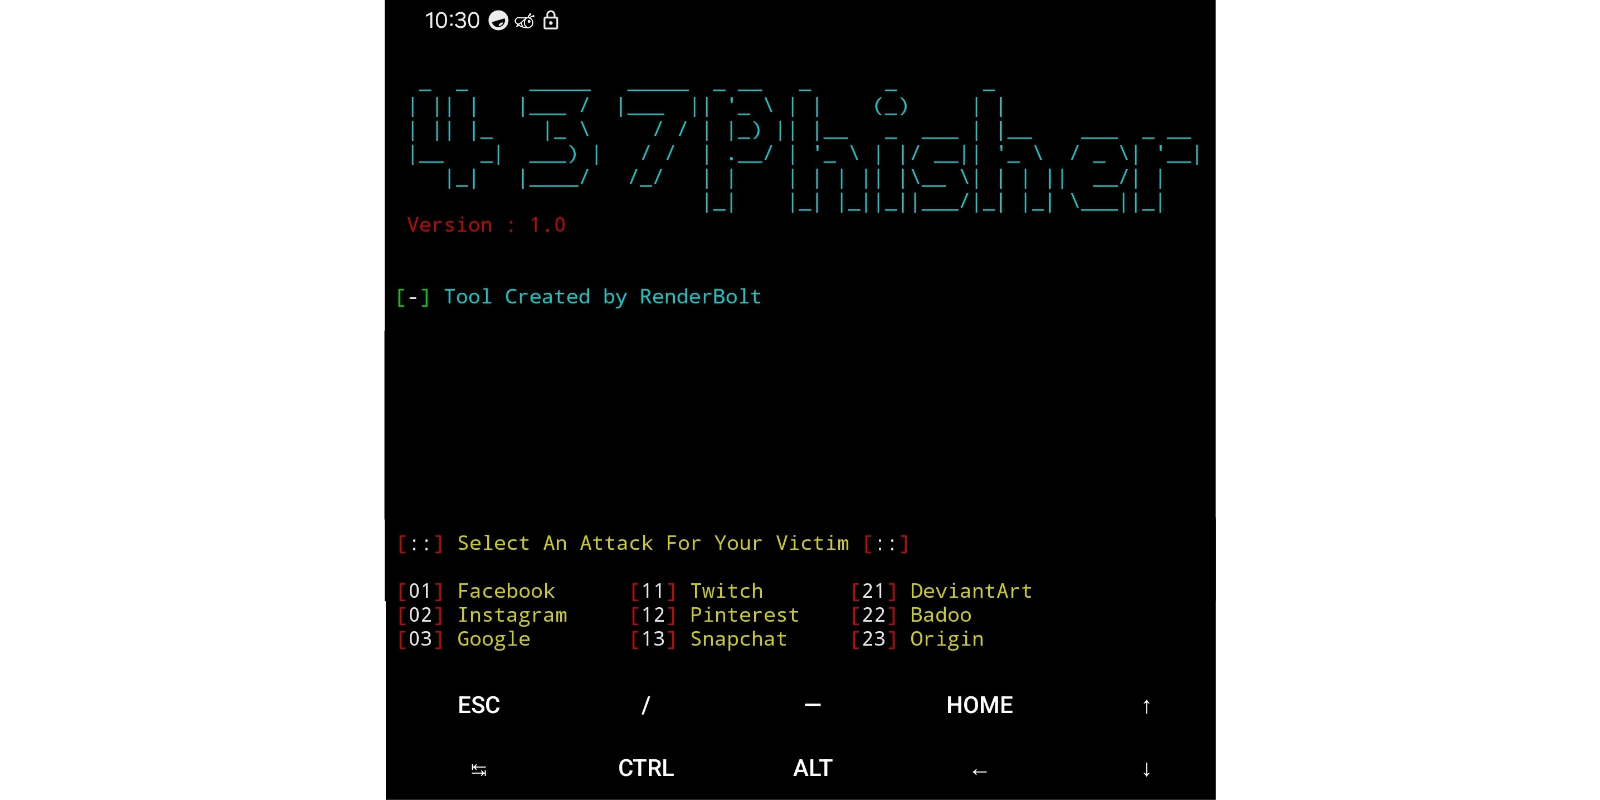 10:30
437Phisher
Version : 1.0
[-] Tool Created by RenderBolt
[::] Select An Attack For Your Victim [::]
[01] Facebook [11] Twitch [21] DeviantArt
[02] Instagram [12] Pinterest [22] Badoo
[03] Google [13] Snapchat [23] Origin
ESC / — HOME ↑
↹ CTRL ALT ← ↓